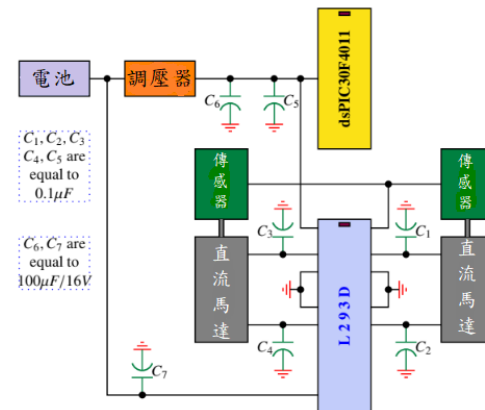 電池
調壓器
dsPIC30F4011
C6
C5
C1, C2, C3
C4, C5 are
equal to
0.1μF
傳感器
傳感器
C3
C1
C6, C7 are
equal to
100μF/16V
直流馬達
L293D
直流馬達
C4
C2
C7